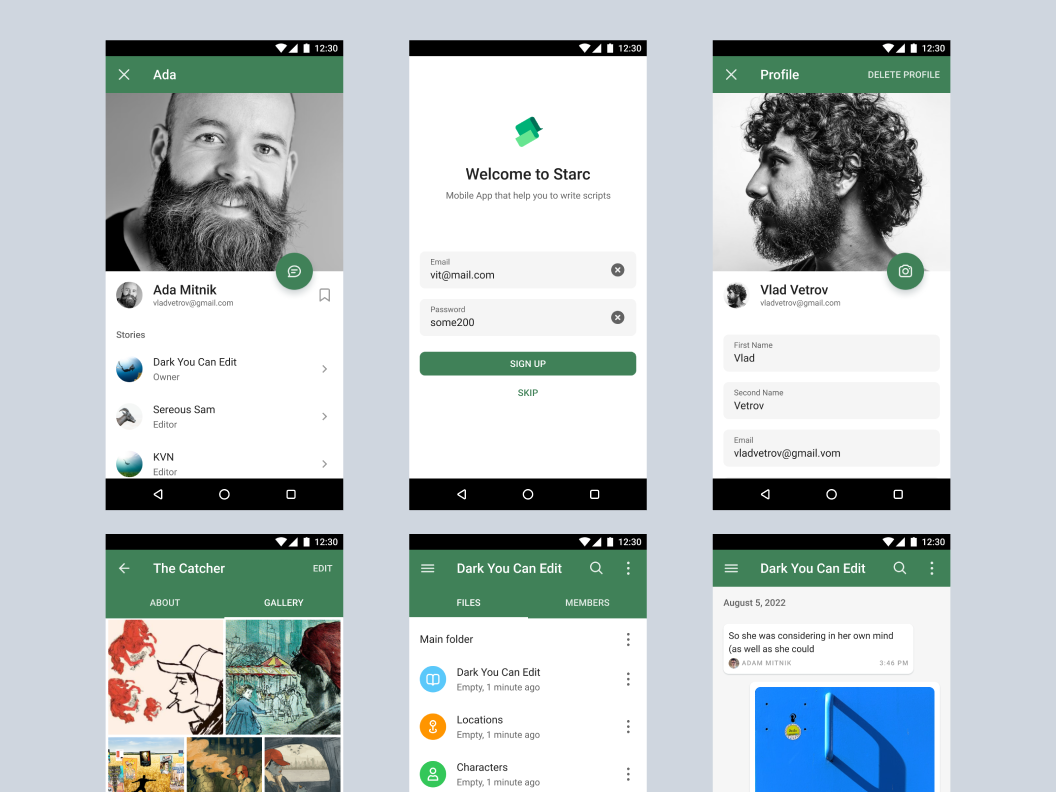 12:30
Ada
Ada Mitnik
vladvetrov@gmail.com
Stories
Dark You Can Edit
Owner
Sereous Sam
Editor
KVN
Editor
12:30
Welcome to Starc
Mobile App that help you to write scripts
Email
vit@mail.com
Password
some200
SIGN UP
SKIP
12:30
Profile DELETE PROFILE
Vlad Vetrov
vladvetrov@gmail.com
First Name
Vlad
Second Name
Vetrov
Email
vladvetrov@gmail.vom
12:30
The Catcher EDIT
ABOUT GALLERY
12:30
Dark You Can Edit
FILES MEMBERS
Main folder
Dark You Can Edit
Empty, 1 minute ago
Locations
Empty, 1 minute ago
Characters
Empty, 1 minute ago
12:30
Dark You Can Edit
August 5, 2022
So she was considering in her own mind
(as well as she could
ADAM MITNIK 3:46 PM